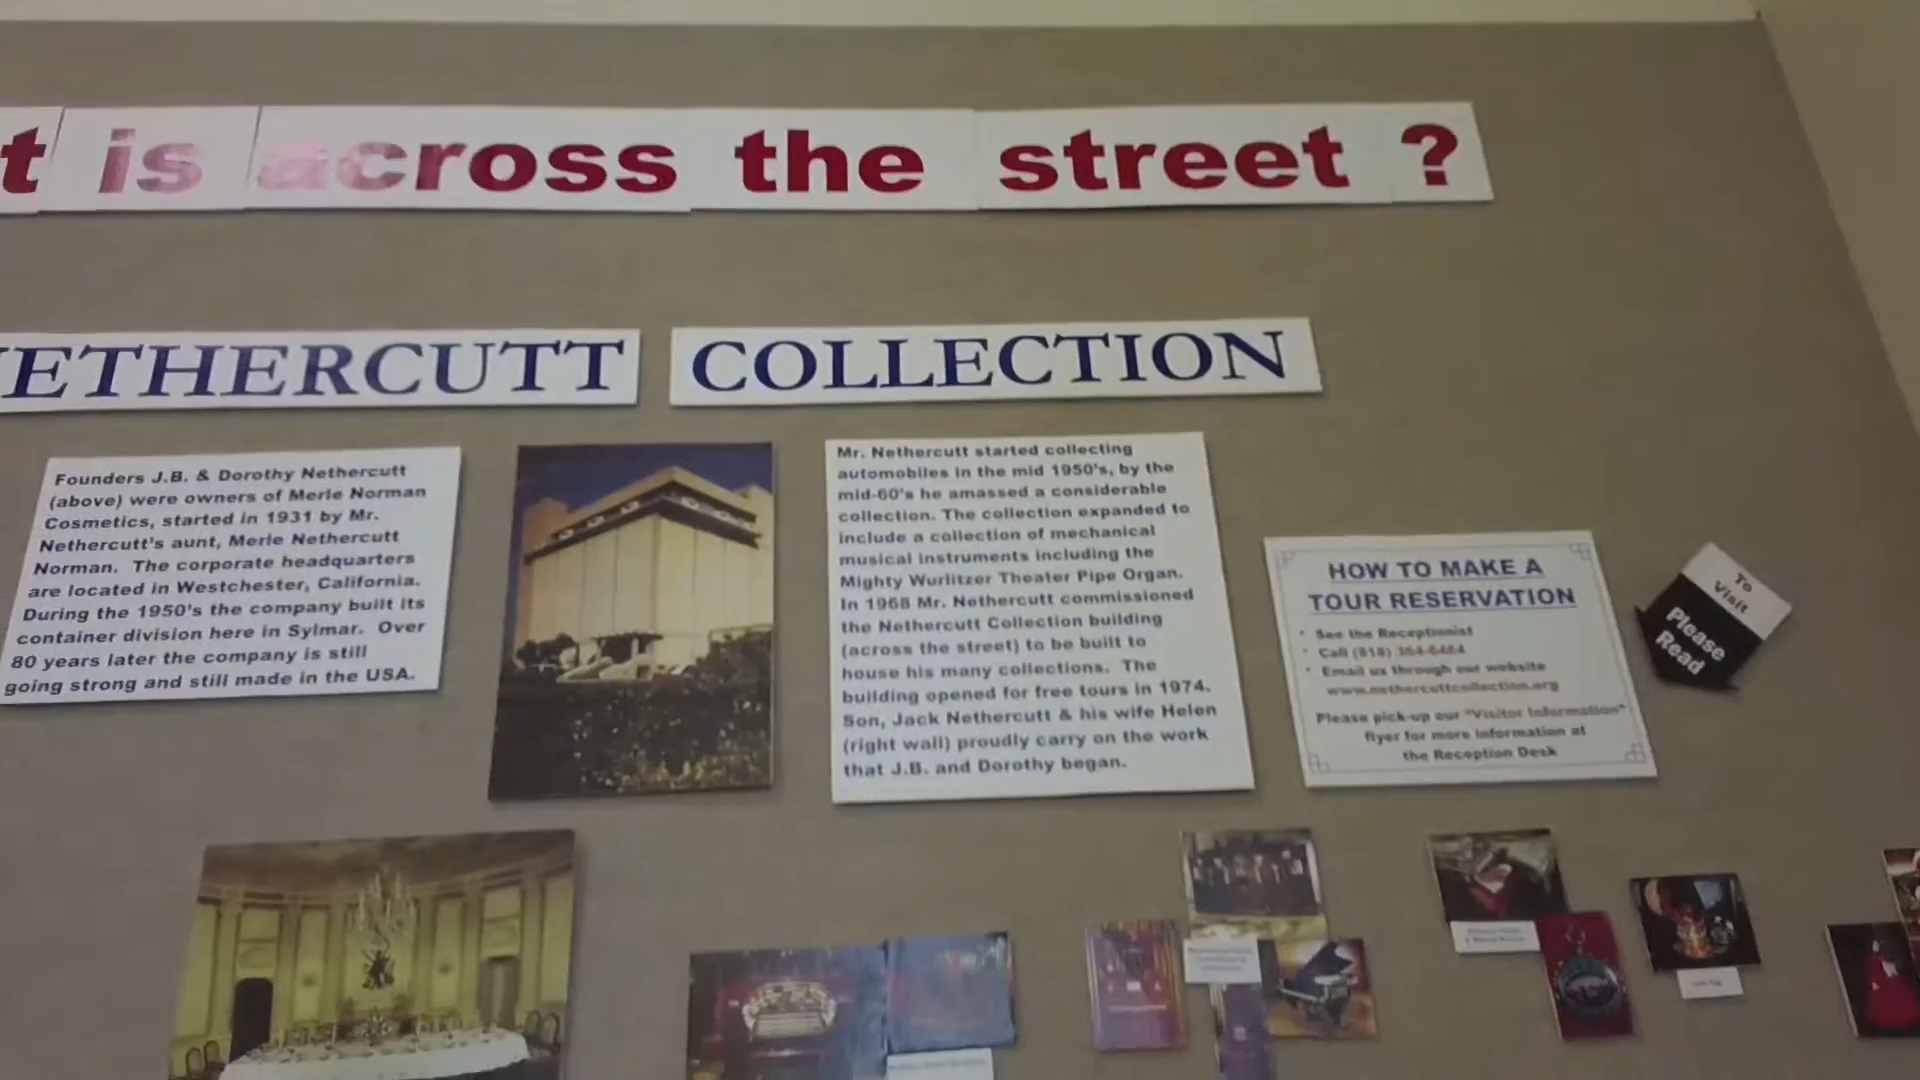 t is across the street ?
ETHERCUTT COLLECTION
Founders J.B. & Dorothy Nethercutt
(above) were owners of Merle Norman
Cosmetics, started in 1931 by Mr.
Nethercutt's aunt, Merle Nethercutt
Norman. The corporate headquarters
are located in Westchester, California.
During the 1950's the company built its
container division here in Sylmar. Over
80 years later the company is still
going strong and still made in the USA.
Mr. Nethercutt started collecting
automobiles in the mid 1950's, by the
mid-60's he amassed a considerable
collection. The collection expanded to
include a collection of mechanical
musical instruments including the
Mighty Wurlitzer Theater Pipe Organ.
In 1968 Mr. Nethercutt commissioned
the Nethercutt Collection building
(across the street) to be built to
house his many collections. The
building opened for free tours in 1974.
Son, Jack Nethercutt & his wife Helen
(right wall) proudly carry on the work
that J.B. and Dorothy began.
HOW TO MAKE A
TOUR RESERVATION
• See the Receptionist
• Call (818) 364-6464
• Email us through our website
www.nethercuttcollection.org
Please pick-up our "Visitor Information"
flyer for more information at
the Reception Desk
To
Visit
Please
Read